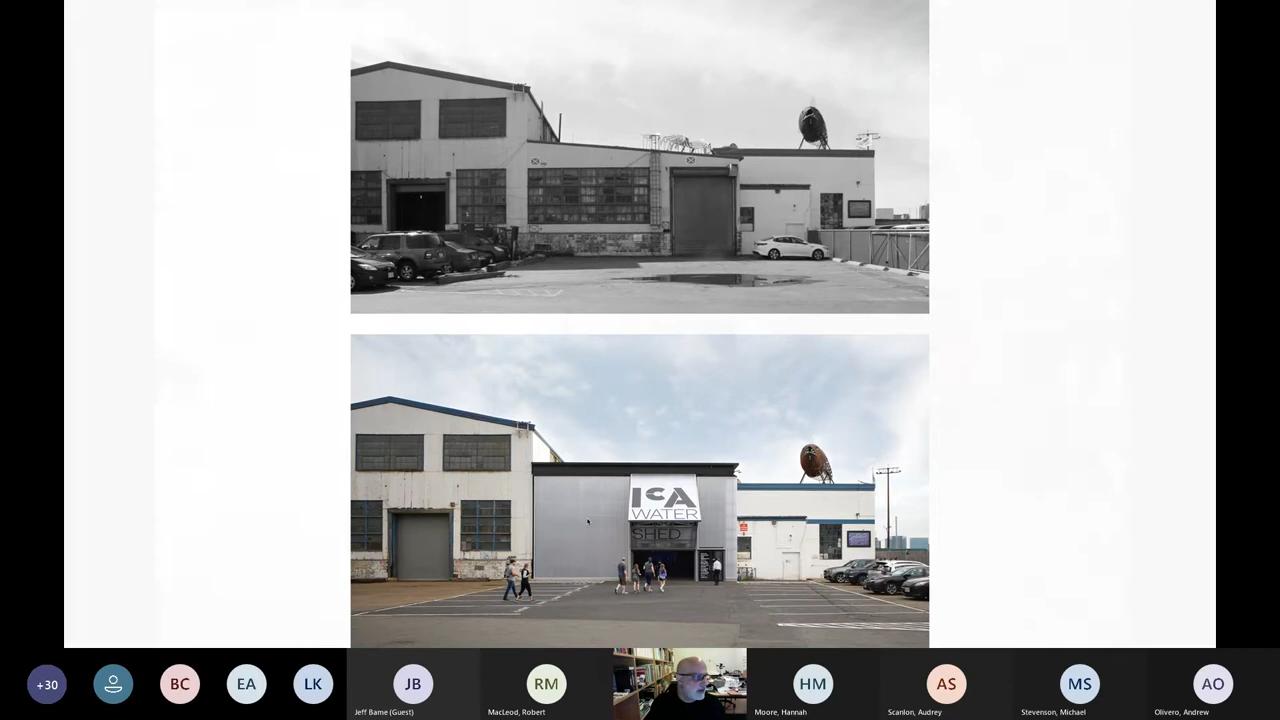 ICA
WATER
SHED
+30
BC
EA
LK
JB
RM
HM
AS
MS
AO
Jeff Bame (Guest)
MacLeod, Robert
Moore, Hannah
Scanlon, Audrey
Stevenson, Michael
Olivero, Andrew